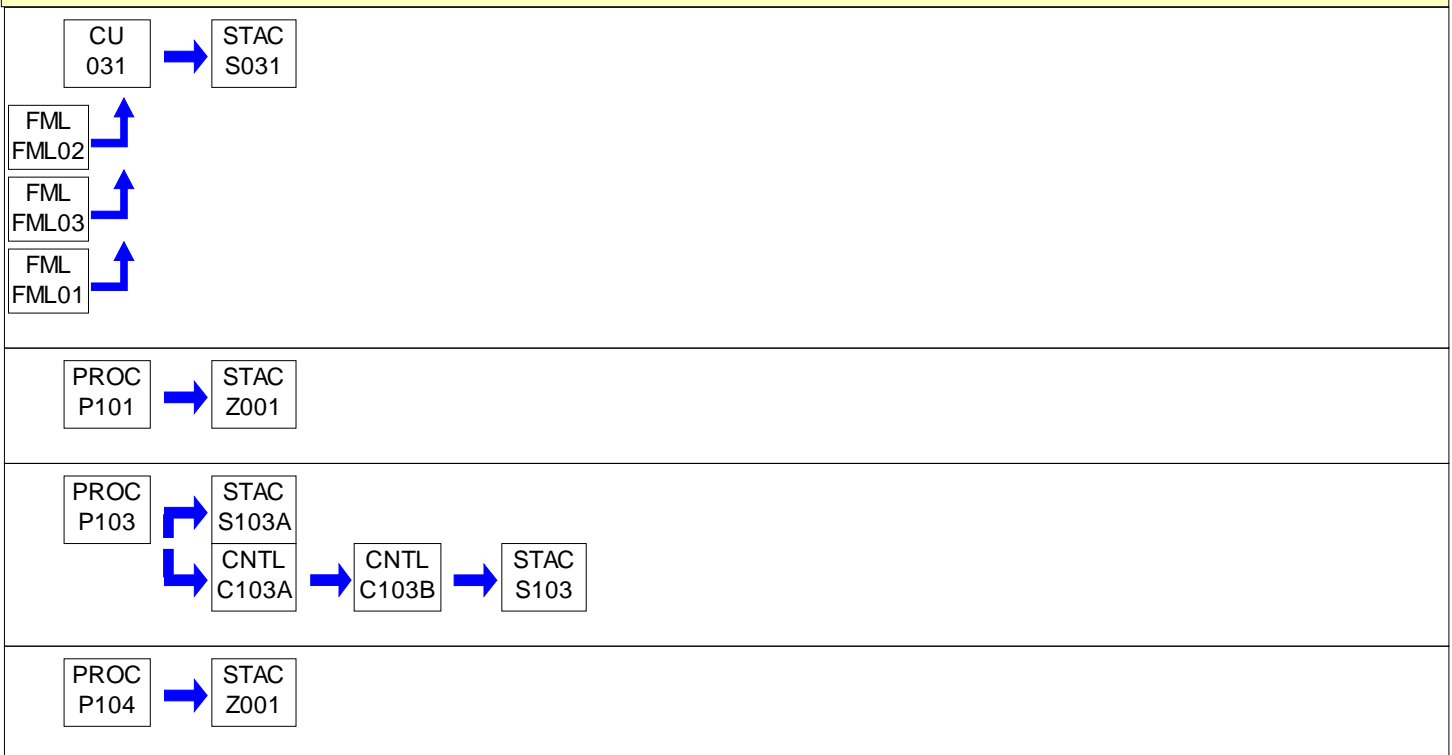 CU
031
STAC
S031
FML
FML02
FML
FML03
FML
FML01
PROC
P101
STAC
Z001
PROC
P103
STAC
S103A
CNTL
C103A
CNTL
C103B
STAC
S103
PROC
P104
STAC
Z001